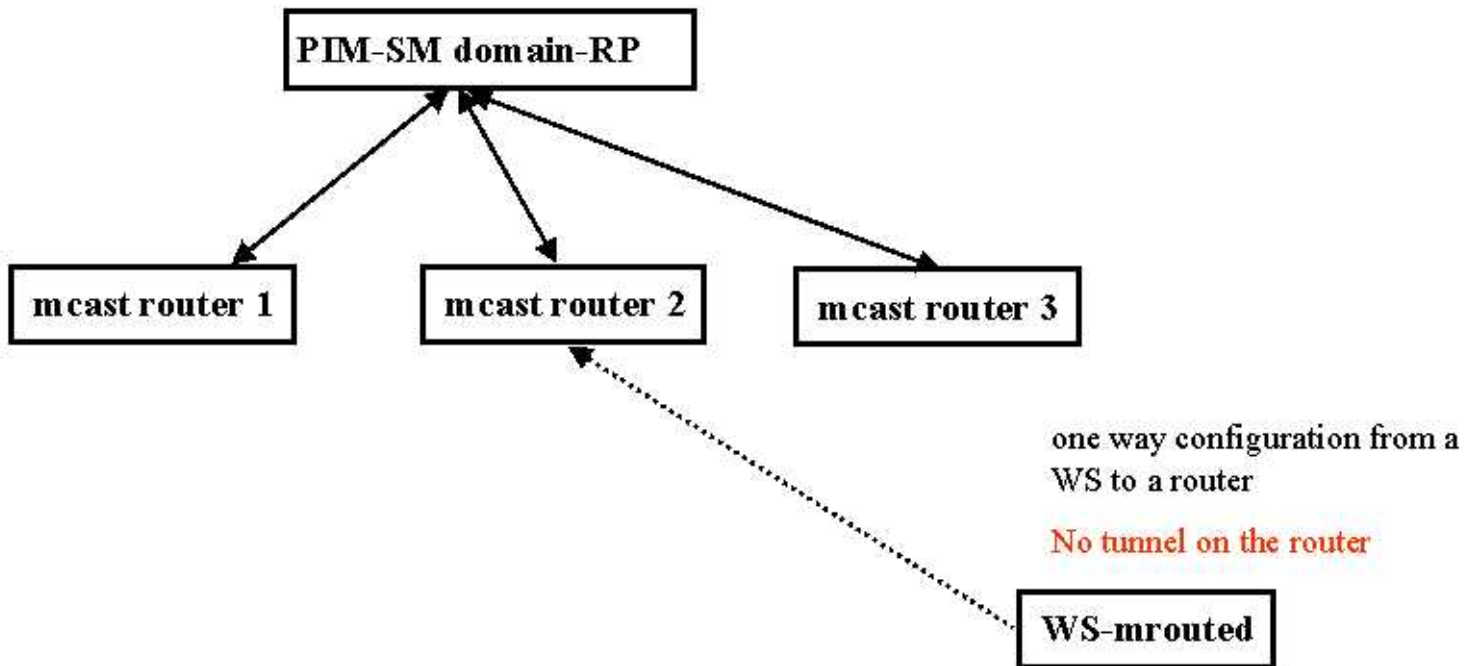 PIM-SM domain-RP
mcast router 1
mcast router 2
mcast router 3
one way configuration from a
WS to a router
No tunnel on the router
WS-mrouted